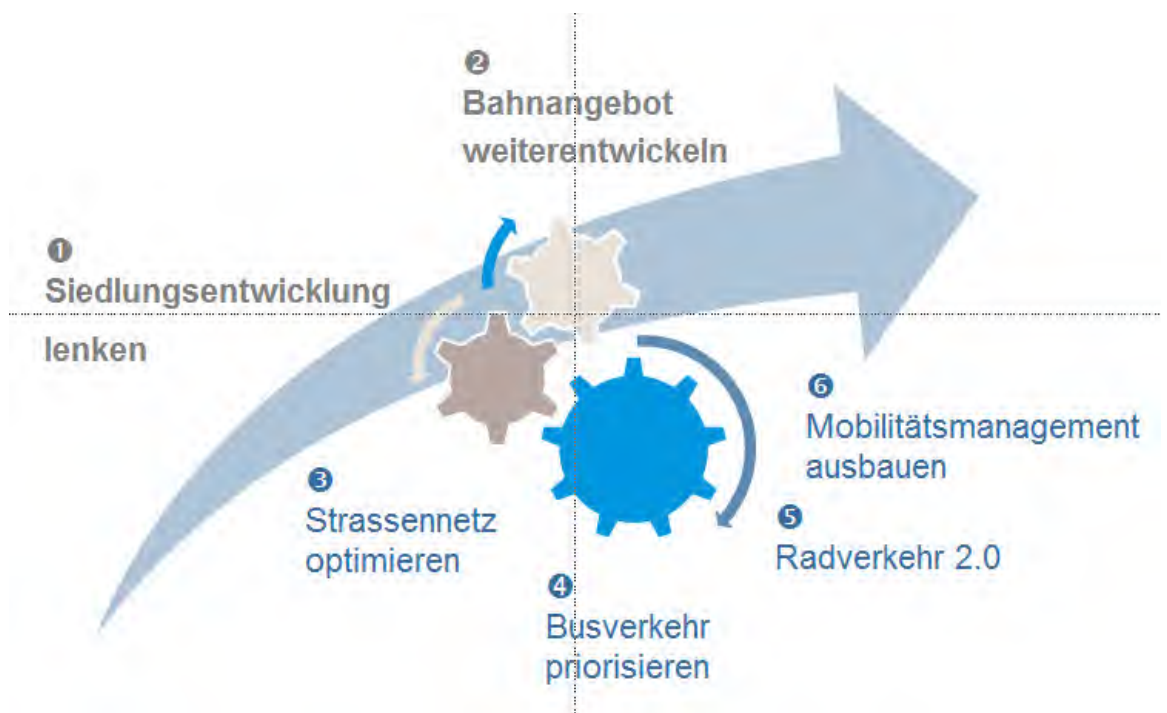 ❶
Siedlungsentwicklung
lenken
❷
Bahnangebot
weiterentwickeln
❸
Strassennetz
optimieren
❹
Busverkehr
priorisieren
❺
Radverkehr 2.0
❻
Mobilitätsmanagement
ausbauen